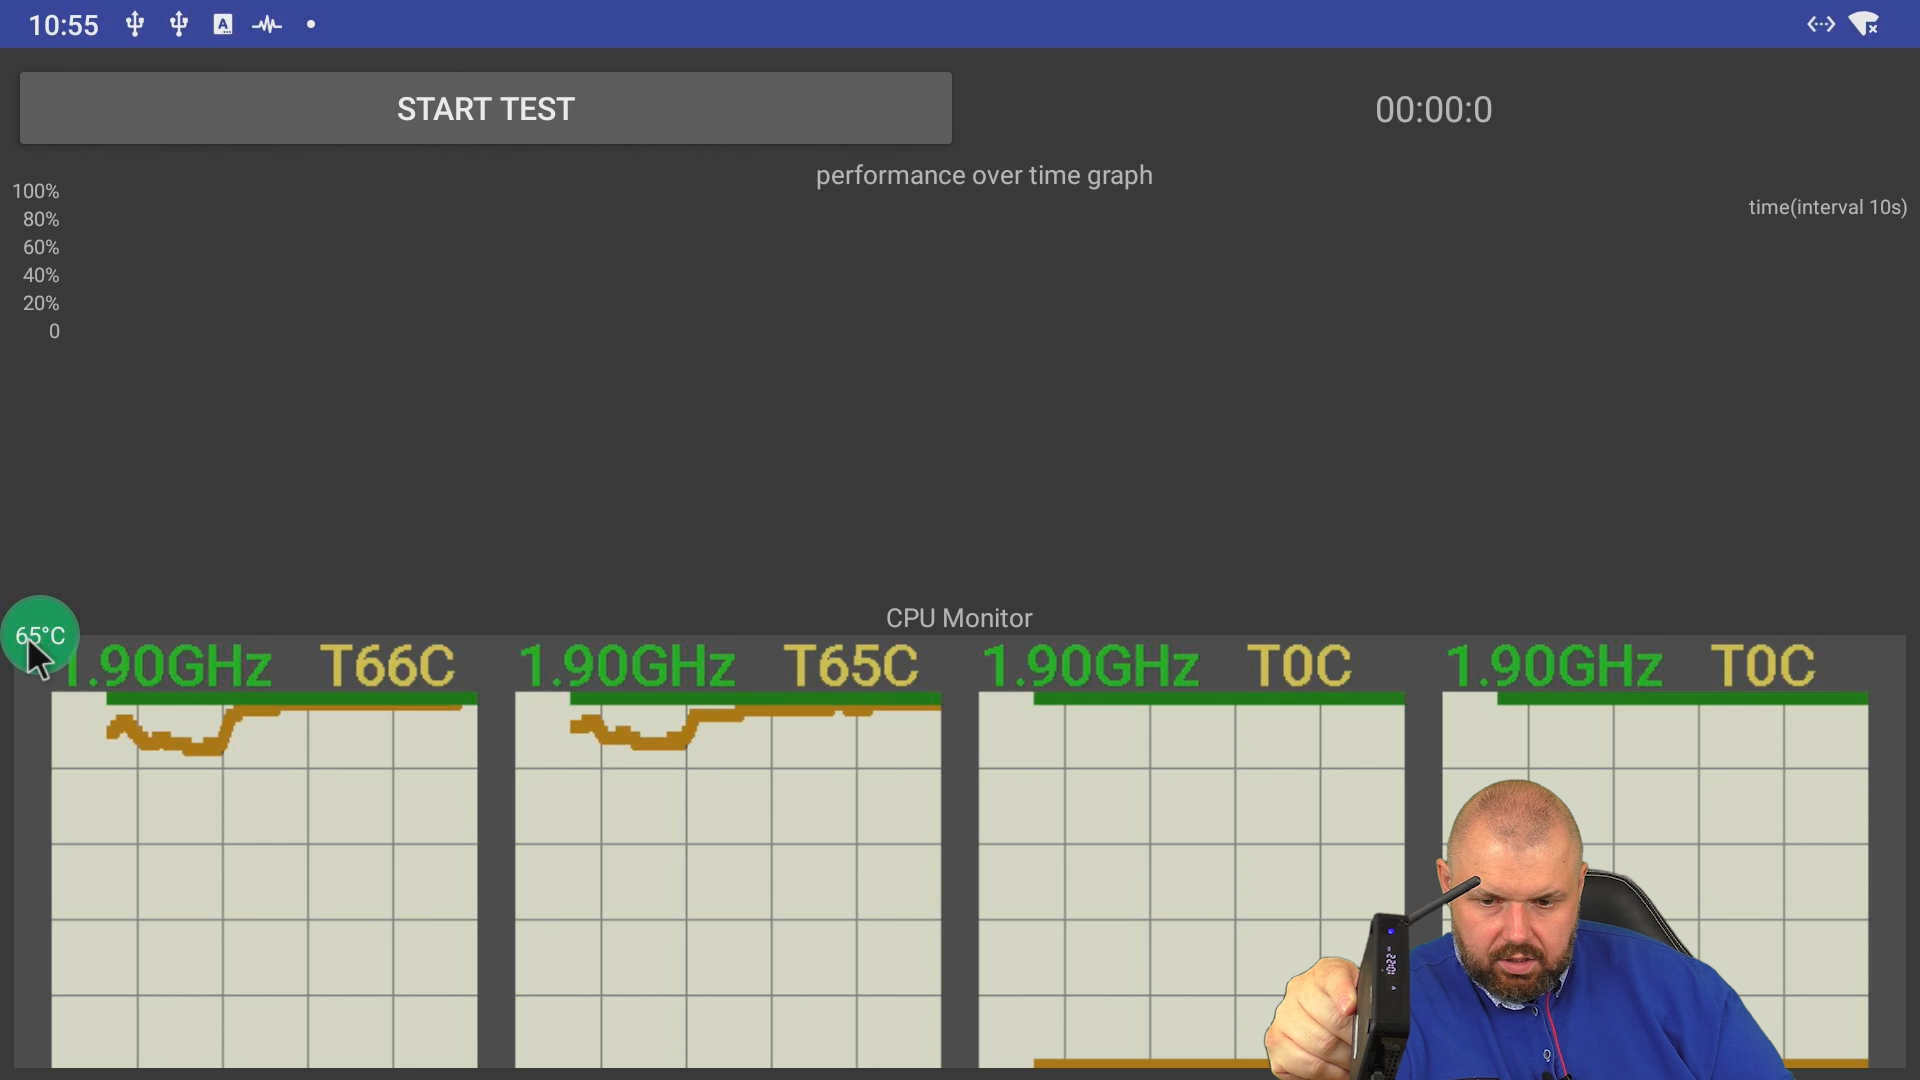 10:55
START TEST
00:00:0
performance over time graph
100%
time(interval 10s)
80%
60%
40%
20%
0
CPU Monitor
65°C
1.90GHz T66C
1.90GHz T65C
1.90GHz T0C
1.90GHz T0C